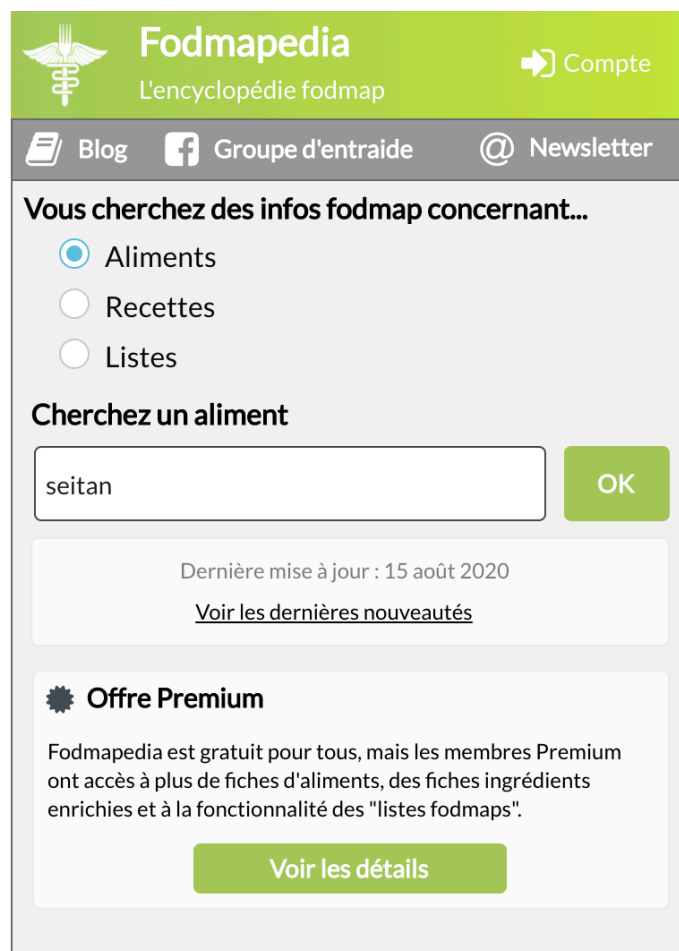 Fodmapedia
L'encyclopédie fodmap
Compte
Blog
Groupe d'entraide
Newsletter
Vous cherchez des infos fodmap concernant...
Aliments
Recettes
Listes
Cherchez un aliment
seitan
OK
Dernière mise à jour : 15 août 2020
Voir les dernières nouveautés
Offre Premium
Fodmapedia est gratuit pour tous, mais les membres Premium
ont accès à plus de fiches d'aliments, des fiches ingrédients
enrichies et à la fonctionnalité des "listes fodmaps".
Voir les détails